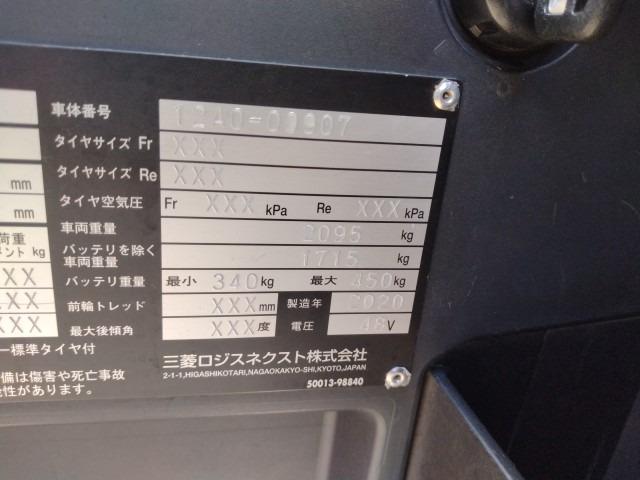 車体番号 1240-00907
タイヤサイズ Fr XXX
タイヤサイズ Re XXX
mm タイヤ空気圧 Fr XXX kPa Re XXX kPa
mm 車両重量 2095 kg
荷重
バッテリを除く
車両重量 1715 kg
kg バッテリ重量 最小 340 kg 最大 450 kg
XX 前輪トレッド XXX mm 製造年 2020
XX 最大後傾角 XXX 度 電圧 48 V
XXX
標準タイヤ付
三菱ロジスネクスト株式会社
2-1-1,HIGASHIKOTARI,NAGAOKAKYO-SHI,KYOTO,JAPAN
備は傷害や死亡事故
性があります。
50013-98840